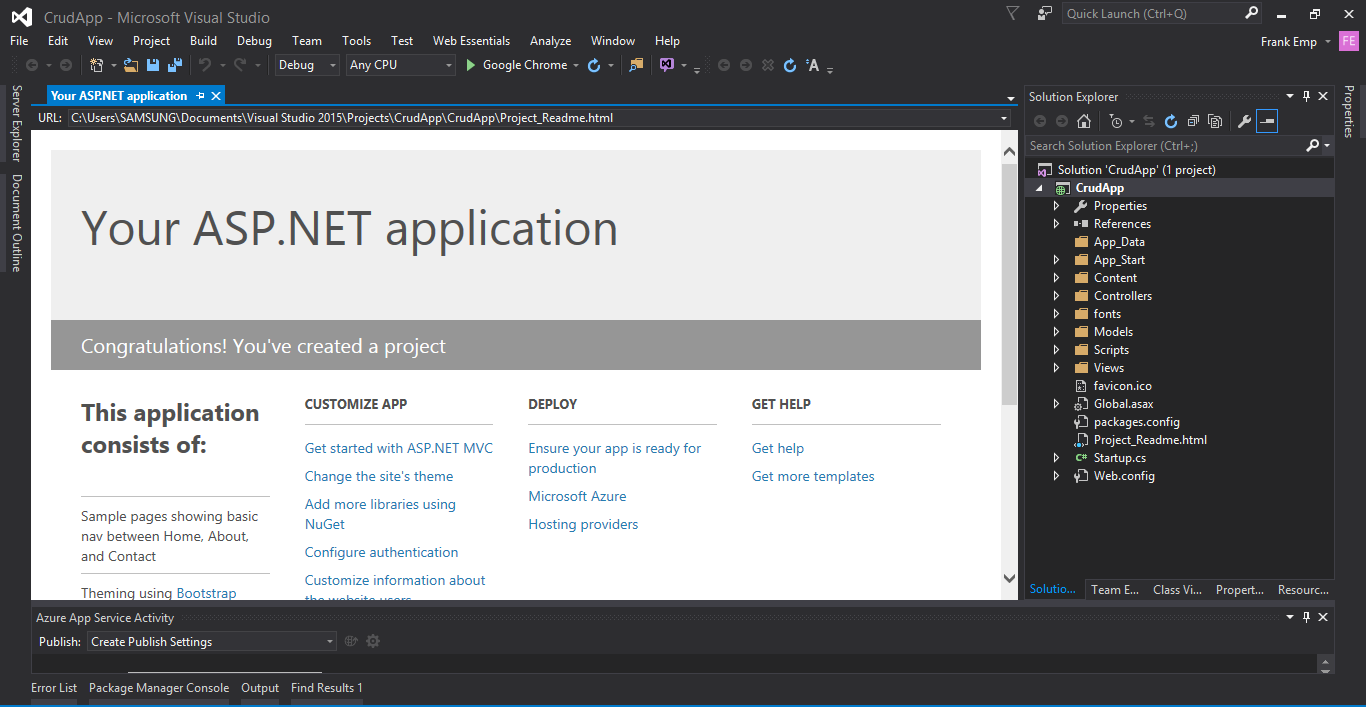 CrudApp - Microsoft Visual Studio
Quick Launch (Ctrl+Q)
File Edit View Project Build Debug Team Tools Test Web Essentials Analyze Window Help
Frank Emp FE
Debug Any CPU Google Chrome
Server Explorer
Document Outline
Your ASP.NET application
URL: C:\Users\SAMSUNG\Documents\Visual Studio 2015\Projects\CrudApp\CrudApp\Project_Readme.html
Your ASP.NET application
Congratulations! You've created a project
This application
consists of:
Sample pages showing basic
nav between Home, About,
and Contact
Theming using Bootstrap
CUSTOMIZE APP
Get started with ASP.NET MVC
Change the site's theme
Add more libraries using
NuGet
Configure authentication
Customize information about
the website users
DEPLOY
Ensure your app is ready for
production
Microsoft Azure
Hosting providers
GET HELP
Get help
Get more templates
Solution Explorer
Search Solution Explorer (Ctrl+;)
Solution 'CrudApp' (1 project)
CrudApp
Properties
References
App_Data
App_Start
Content
Controllers
fonts
Models
Scripts
Views
favicon.ico
Global.asax
packages.config
Project_Readme.html
C# Startup.cs
Web.config
Solutio... Team E... Class Vi... Propert... Resourc...
Properties
Azure App Service Activity
Publish: Create Publish Settings
Error List Package Manager Console Output Find Results 1